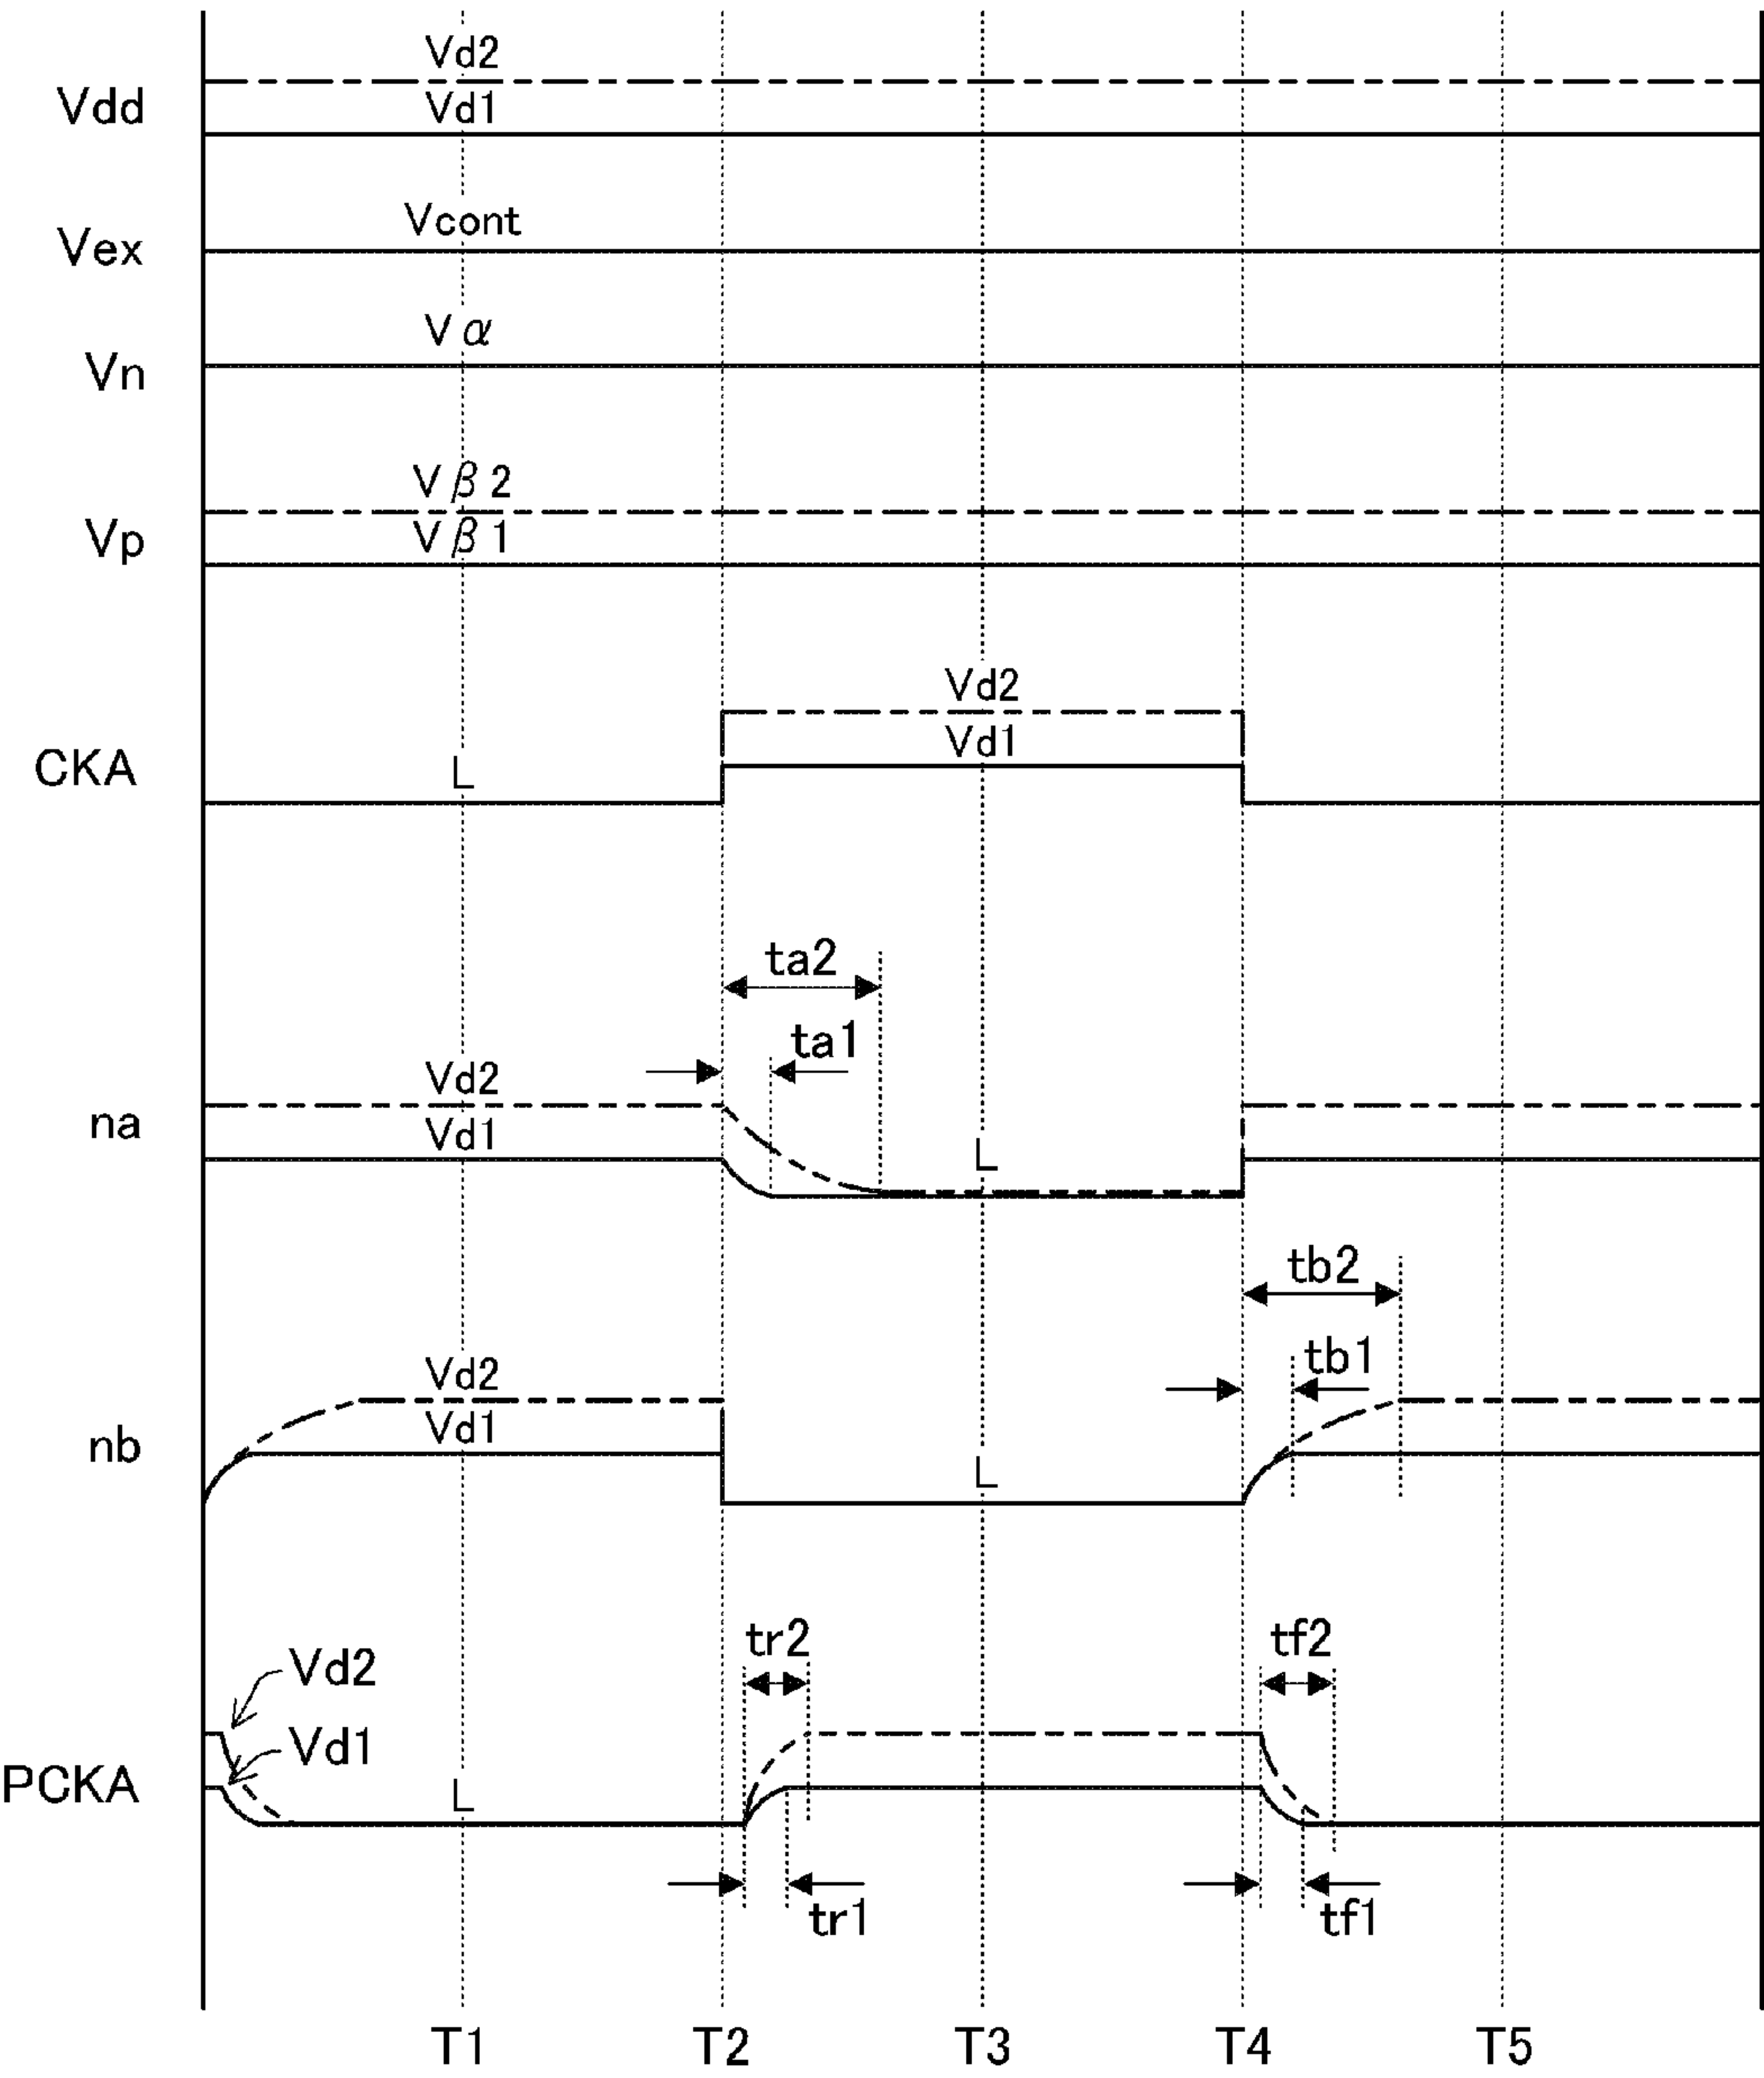 Vd2
Vdd
Vd1
Vcont
Vex
Vα
Vn
Vβ2
Vp
Vβ1
Vd2
Vd1
CKA
L
ta2
ta1
Vd2
na
Vd1
L
tb2
tb1
Vd2
nb
Vd1
L
tr2
tf2
Vd2
Vd1
PCKA
L
tr1
tf1
T1
T2
T3
T4
T5